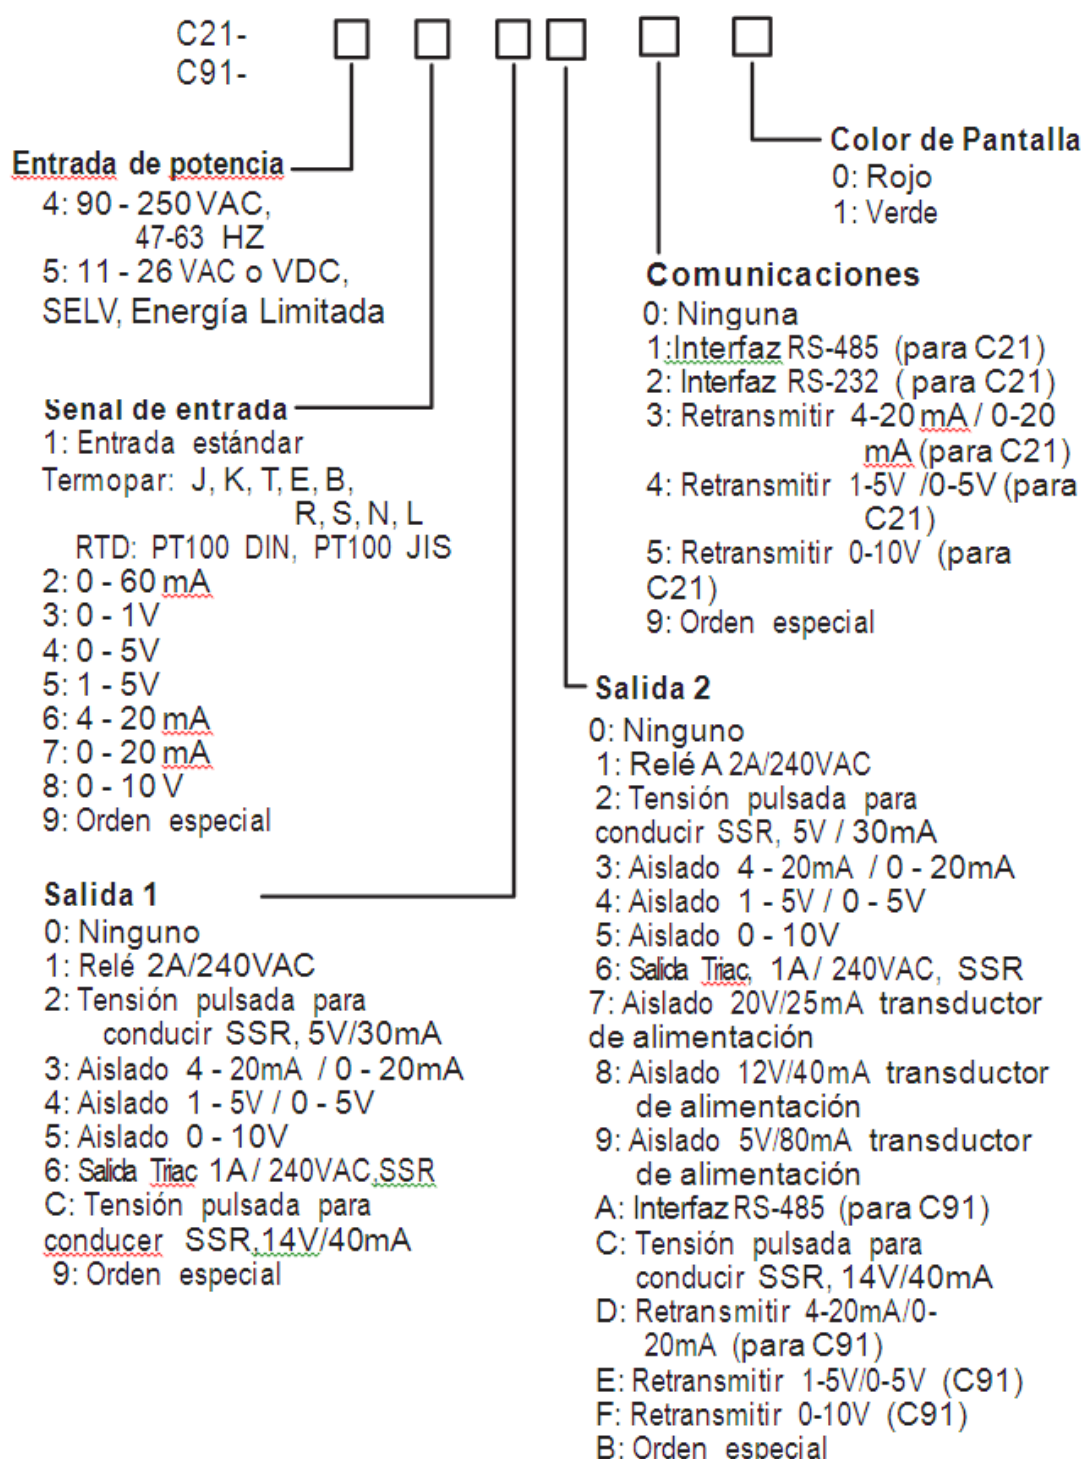 C21-
C91-
Entrada de potencia
4: 90 - 250 VAC,
47-63 HZ
5: 11 - 26 VAC o VDC,
SELV, Energía Limitada
Senal de entrada
1: Entrada estándar
Termopar: J, K, T, E, B,
R, S, N, L
RTD: PT100 DIN, PT100 JIS
2: 0 - 60 mA
3: 0 - 1V
4: 0 - 5V
5: 1 - 5V
6: 4 - 20 mA
7: 0 - 20 mA
8: 0 - 10 V
9: Orden especial
Salida 1
0: Ninguno
1: Relé 2A/240VAC
2: Tensión pulsada para
conducir SSR, 5V/30mA
3: Aislado 4 - 20mA / 0 - 20mA
4: Aislado 1 - 5V / 0 - 5V
5: Aislado 0 - 10V
6: Salida Triac 1A / 240VAC,SSR
C: Tensión pulsada para
conducer SSR,14V/40mA
9: Orden especial
Color de Pantalla
0: Rojo
1: Verde
Comunicaciones
0: Ninguna
1:Interfaz RS-485 (para C21)
2: Interfaz RS-232 ( para C21)
3: Retransmitir 4-20 mA / 0-20
mA (para C21)
4: Retransmitir 1-5V /0-5V (para
C21)
5: Retransmitir 0-10V (para
C21)
9: Orden especial
Salida 2
0: Ninguno
1: Relé A 2A/240VAC
2: Tensión pulsada para
conducir SSR, 5V / 30mA
3: Aislado 4 - 20mA / 0 - 20mA
4: Aislado 1 - 5V / 0 - 5V
5: Aislado 0 - 10V
6: Salida Triac, 1A / 240VAC, SSR
7: Aislado 20V/25mA transductor
de alimentación
8: Aislado 12V/40mA transductor
de alimentación
9: Aislado 5V/80mA transductor
de alimentación
A: Interfaz RS-485 (para C91)
C: Tensión pulsada para
conducir SSR, 14V/40mA
D: Retransmitir 4-20mA/0-
20mA (para C91)
E: Retransmitir 1-5V/0-5V (C91)
F: Retransmitir 0-10V (C91)
B: Orden especial